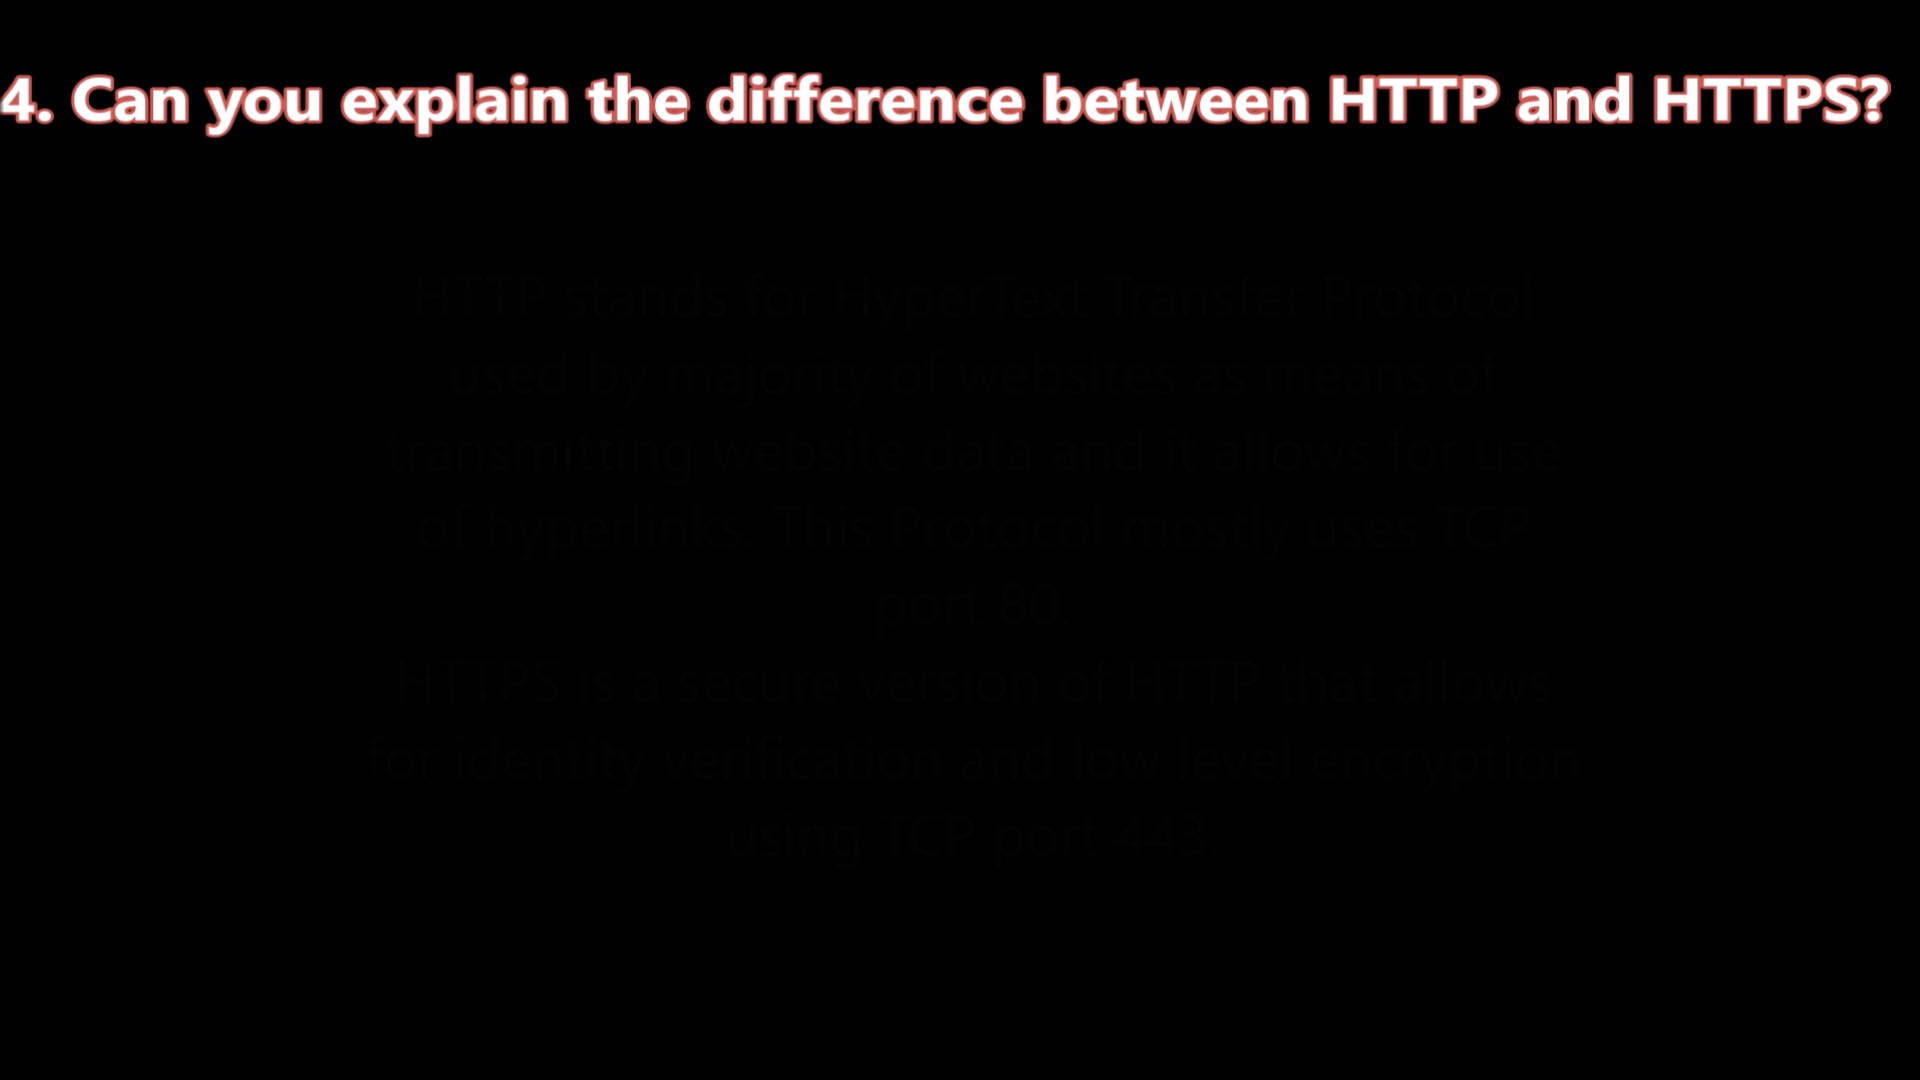 4. Can you explain the difference between HTTP and HTTPS?
HTTP stands for HyperText Transfer Protocol
used by majority of websites as means of
transmitting website data and it allows for use
of hyperlinks. This Protocol mostly uses TCP
port 80.
HTTPS is a secure version of HTTP that allows
for identity verification and low level encryption
using TCP port 443.